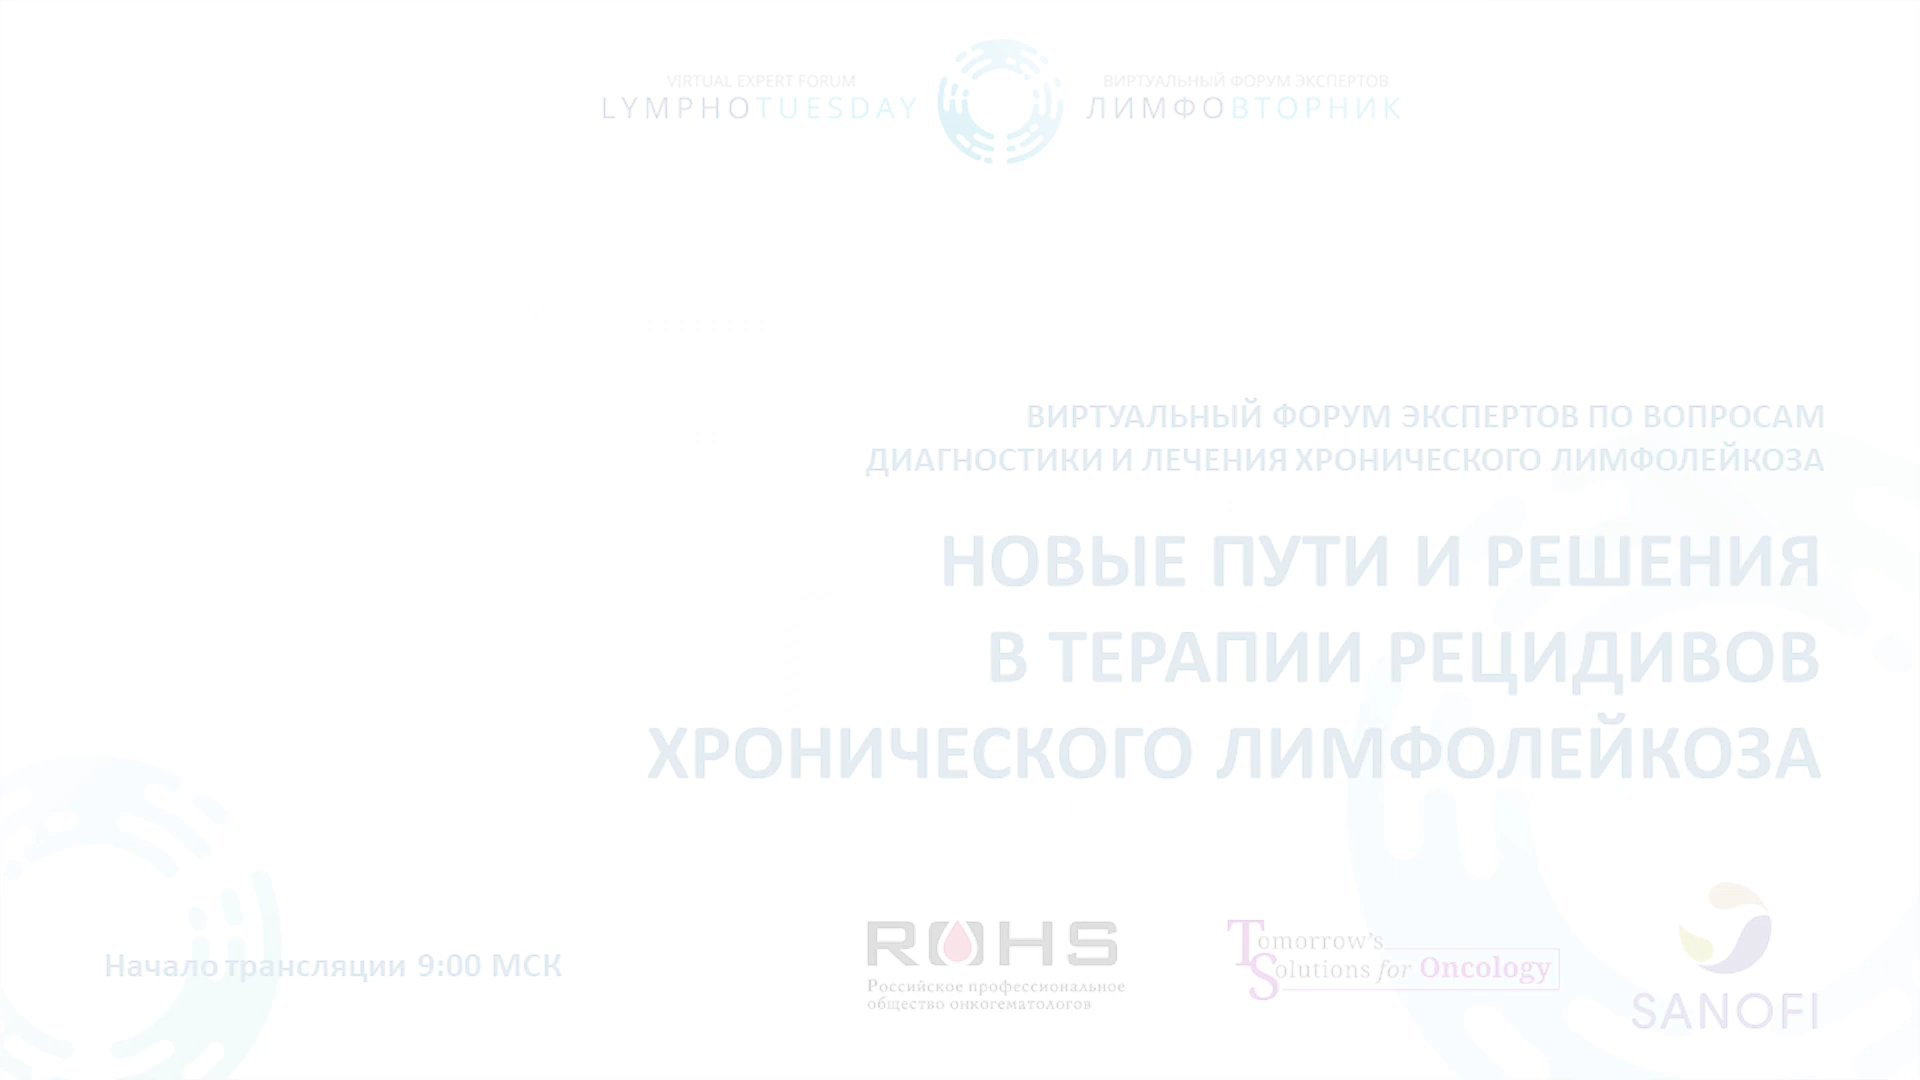 VIRTUAL EXPERT FORUM
LYMPHOTUESDAY
ВИРТУАЛЬНЫЙ ФОРУМ ЭКСПЕРТОВ
ЛИМФОВТОРНИК
ВИРТУАЛЬНЫЙ ФОРУМ ЭКСПЕРТОВ ПО ВОПРОСАМ
ДИАГНОСТИКИ И ЛЕЧЕНИЯ ХРОНИЧЕСКОГО ЛИМФОЛЕЙКОЗА
НОВЫЕ ПУТИ И РЕШЕНИЯ
В ТЕРАПИИ РЕЦИДИВОВ
ХРОНИЧЕСКОГО ЛИМФОЛЕЙКОЗА
Начало трансляции 9:00 МСК
ROHS
Российское профессиональное
общество онкогематологов
Tomorrow's
Solutions for Oncology
SANOFI